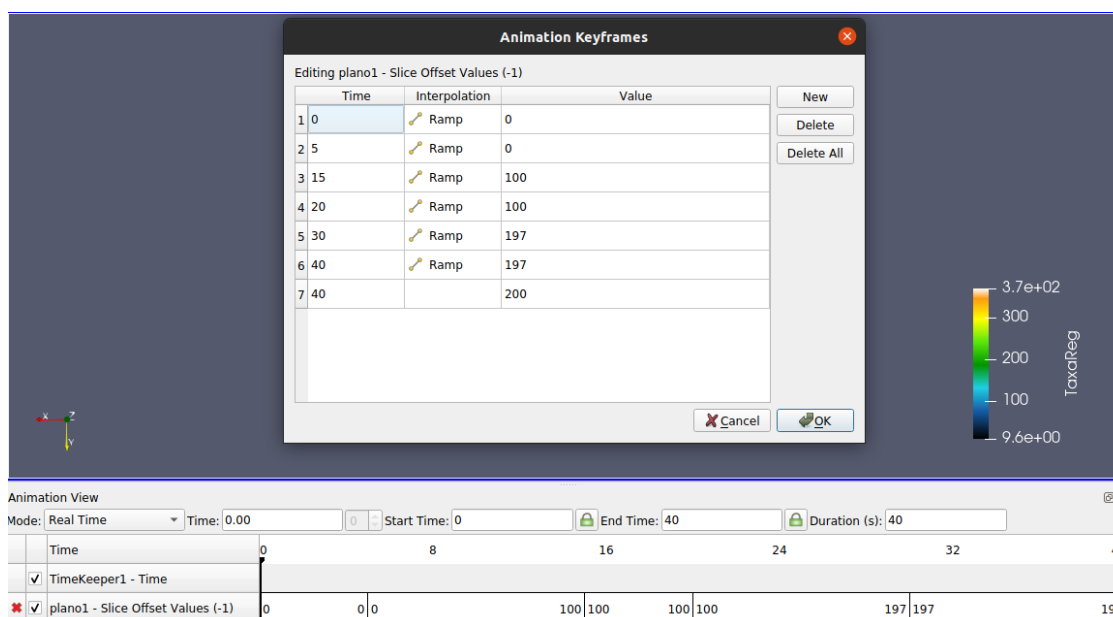 Animation Keyframes
Editing plano1 - Slice Offset Values (-1)
Time Interpolation Value
1 0 Ramp 0
2 5 Ramp 0
3 15 Ramp 100
4 20 Ramp 100
5 30 Ramp 197
6 40 Ramp 197
7 40 200
New
Delete
Delete All
Cancel OK
3.7e+02
300
200
100
9.6e+00
TaxaReg
X Z
Y
Animation View
Mode: Real Time Time: 0.00 0 Start Time: 0 End Time: 40 Duration (s): 40
Time 0 8 16 24 32
TimeKeeper1 - Time
plano1 - Slice Offset Values (-1) 0 0 0 100 100 100 100 197 197